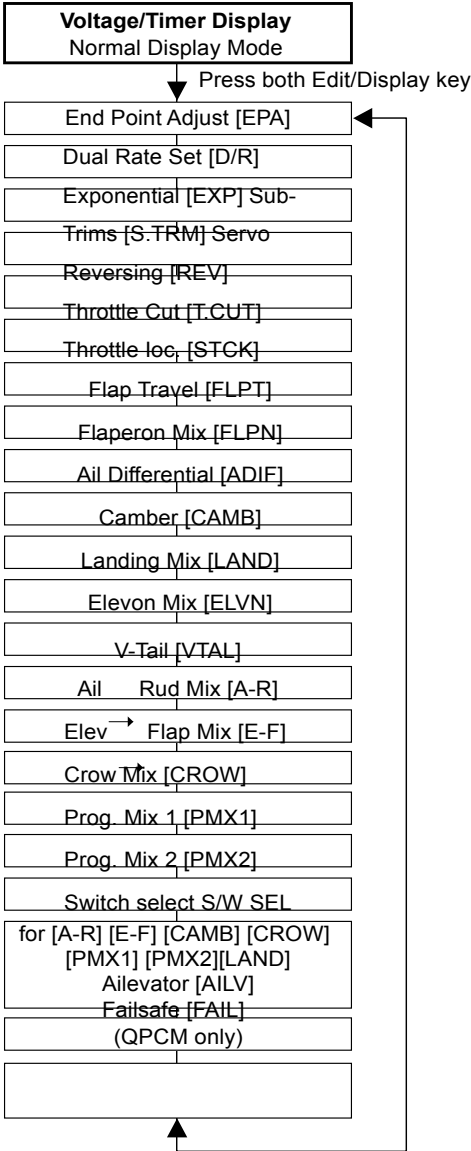 Voltage/Timer Display
Normal Display Mode
Press both Edit/Display key
End Point Adjust [EPA]
Dual Rate Set [D/R]
Exponential [EXP] Sub-
Trims [S.TRM] Servo
Reversing [REV]
Throttle Cut [T.CUT]
Throttle loc. [STCK]
Flap Travel [FLPT]
Flaperon Mix [FLPN]
Ail Differential [ADIF]
Camber [CAMB]
Landing Mix [LAND]
Elevon Mix [ELVN]
V-Tail [VTAL]
Ail Rud Mix [A-R]
Elev → Flap Mix [E-F]
Crow → Mix [CROW]
Prog. Mix 1 [PMX1]
Prog. Mix 2 [PMX2]
Switch select S/W SEL
for [A-R] [E-F] [CAMB] [CROW]
[PMX1] [PMX2][LAND]
Ailevator [AILV]
Failsafe [FAIL]
(QPCM only)